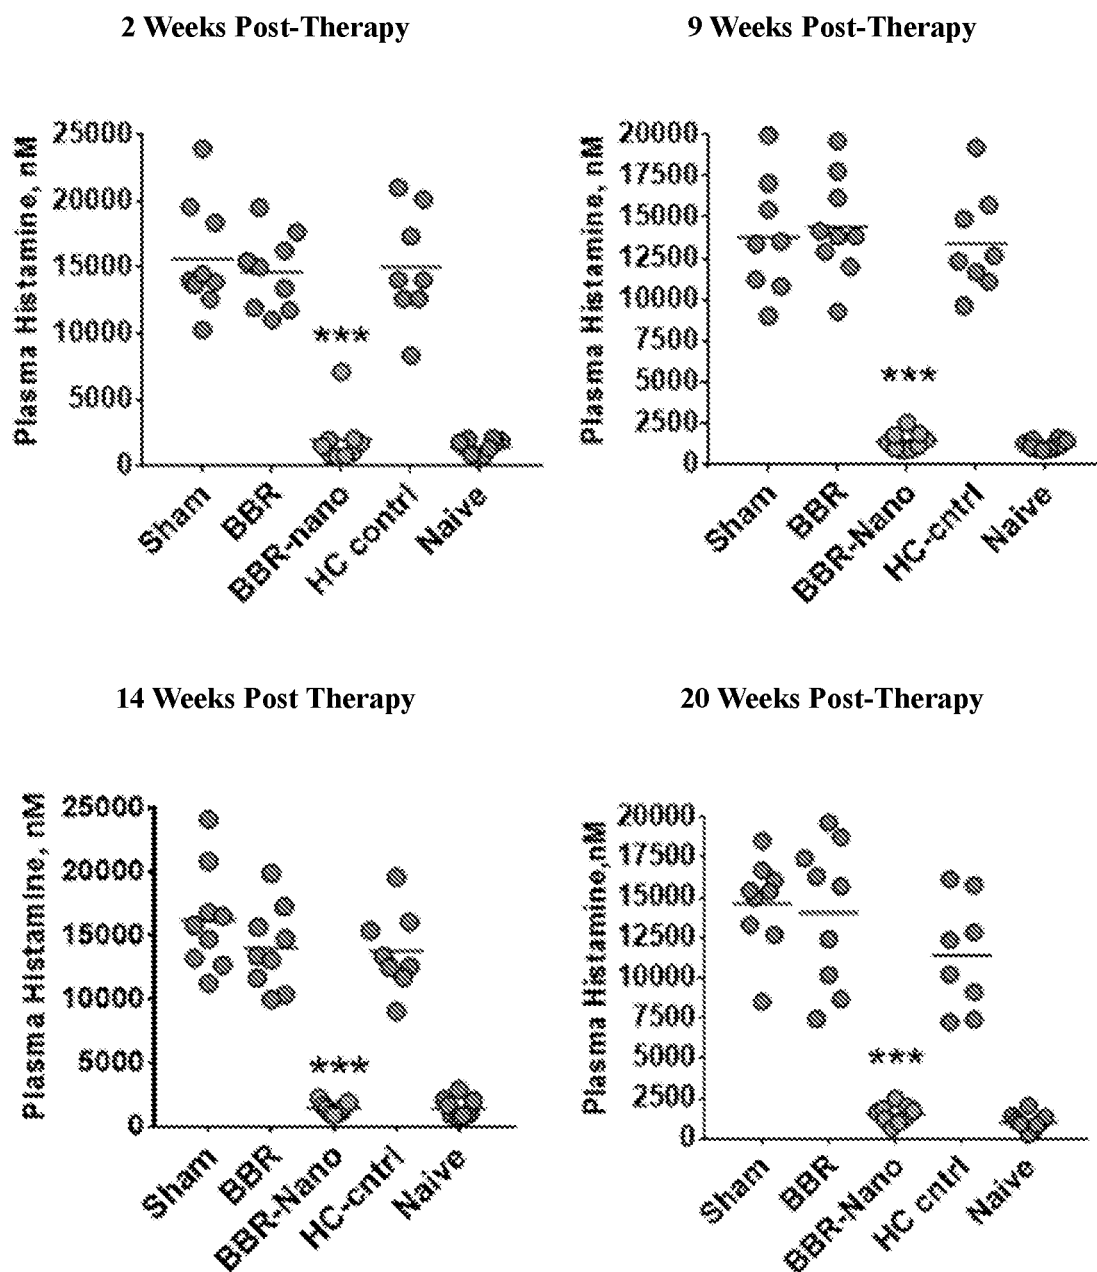 2 Weeks Post-Therapy
9 Weeks Post-Therapy
Plasma Histamine, nM
25000
20000
15000
10000
5000
0
***
Sham
BBR
BBR-nano
HC contrl
Naive
Plasma Histamine, nM
20000
17500
15000
12500
10000
7500
5000
2500
0
***
Sham
BBR
BBR-Nano
HC-cntrl
Naive
14 Weeks Post Therapy
20 Weeks Post-Therapy
Plasma Histamine, nM
25000
20000
15000
10000
5000
0
***
Sham
BBR
BBR-Nano
HC-cntrl
Naive
Plasma Histamine,nM
20000
17500
15000
12500
10000
7500
5000
2500
0
***
Sham
BBR
BBR-Nano
HC cntrl
Naive